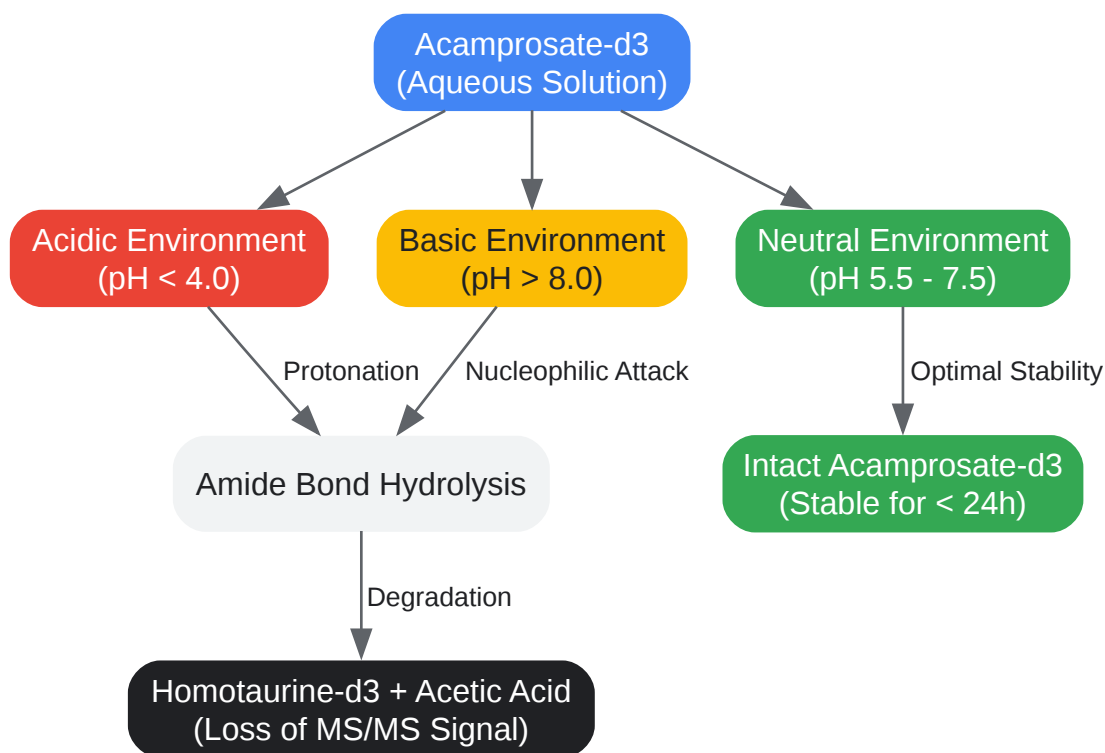 Acamprosate-d3
(Aqueous Solution)
Acidic Environment
(pH < 4.0)
Basic Environment
(pH > 8.0)
Neutral Environment
(pH 5.5 - 7.5)
Protonation
Nucleophilic Attack
Optimal Stability
Amide Bond Hydrolysis
Intact Acamprosate-d3
(Stable for < 24h)
Degradation
Homotaurine-d3 + Acetic Acid
(Loss of MS/MS Signal)